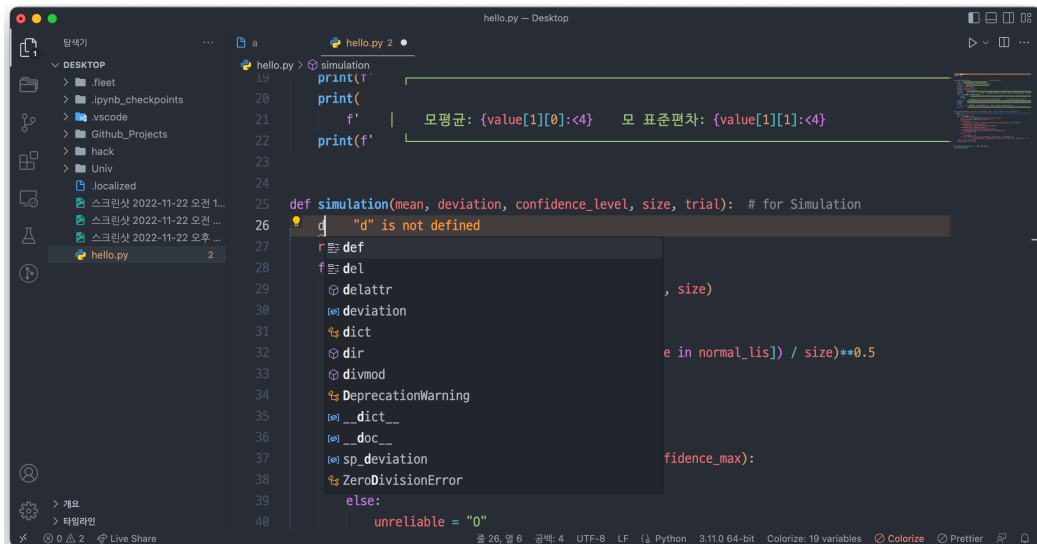 hello.py — Desktop
탐색기
DESKTOP
.fleet
.ipynb_checkpoints
.vscode
Github_Projects
hack
Univ
.localized
스크린샷 2022-11-22 오전 1...
스크린샷 2022-11-22 오전 ...
스크린샷 2022-11-22 오후 ...
hello.py 2
개요
타임라인
a
hello.py 2
hello.py > simulation
19 print(f'
20 print(
21 f' | 모평균: {value[1][0]:<4} 모 표준편차: {value[1][1]:<4}
22 print(f'
23
24
25 def simulation(mean, deviation, confidence_level, size, trial): # for Simulation
26 d "d" is not defined
27 r
28 f
29 , size)
30
31
32 e in normal_lis]) / size)**0.5
33
34
35
36
37 fidence_max):
38
39 else:
40 unreliable = "O"
def
del
delattr
deviation
dict
dir
divmod
DeprecationWarning
__dict__
__doc__
sp_deviation
ZeroDivisionError
0 2 Live Share
줄 26, 열 6 공백: 4 UTF-8 LF Python 3.11.0 64-bit Colorize: 19 variables Colorize Prettier